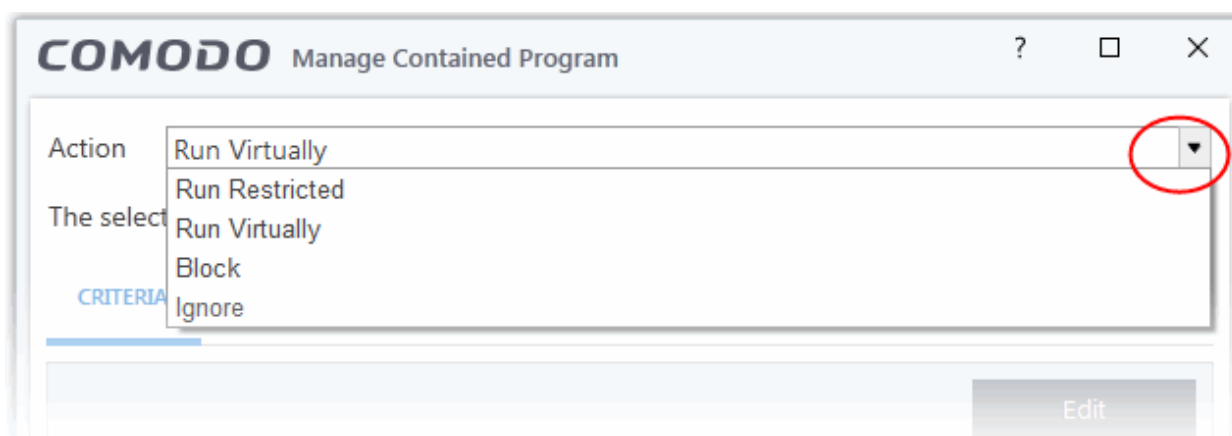 COMODO Manage Contained Program ?
Action Run Virtually
Run Restricted
The select
Run Virtually
Block
CRITERIA
Ignore
Edit